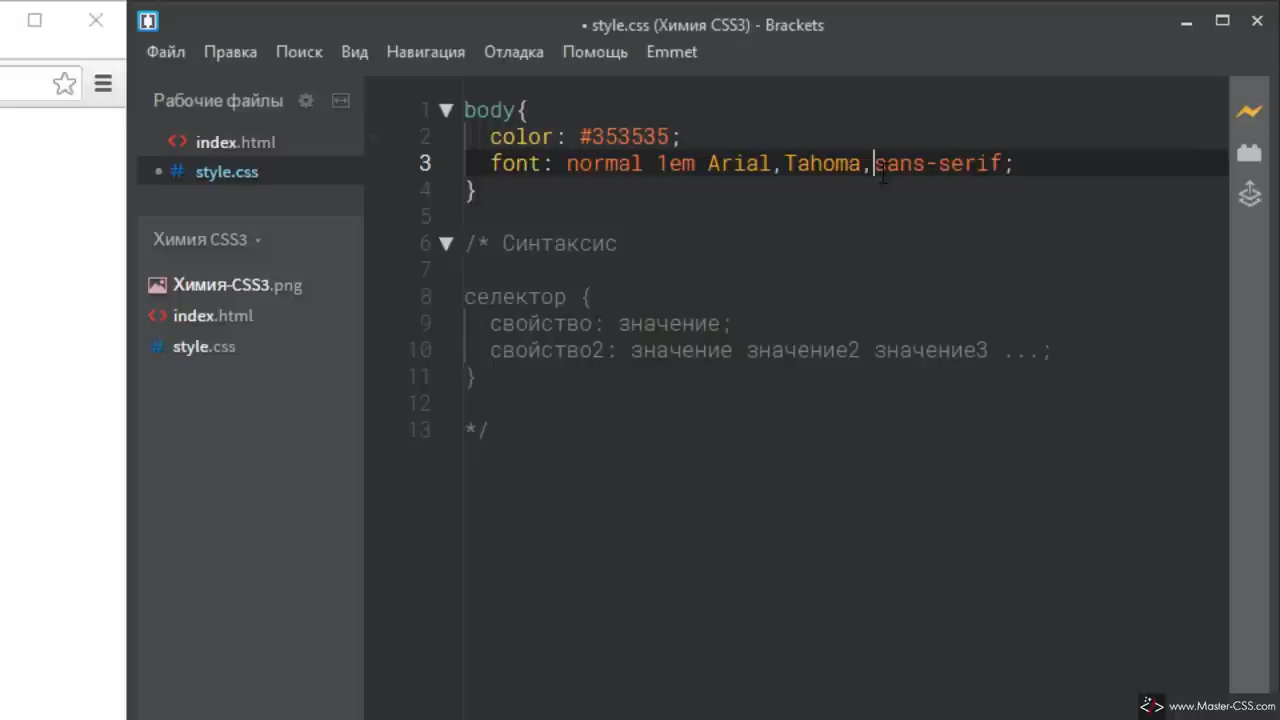 • style.css (Химия CSS3) - Brackets
Файл Правка Поиск Вид Навигация Отладка Помощь Emmet
Рабочие файлы
index.html
style.css
Химия CSS3
Химия-CSS3.png
index.html
style.css
1 body{
2 color: #353535;
3 font: normal 1em Arial,Tahoma,sans-serif;
4 }
5
6 /* Синтаксис
7
8 селектор {
9 свойство: значение;
10 свойство2: значение значение2 значение3 ...;
11 }
12
13 */
www.Master-CSS.com